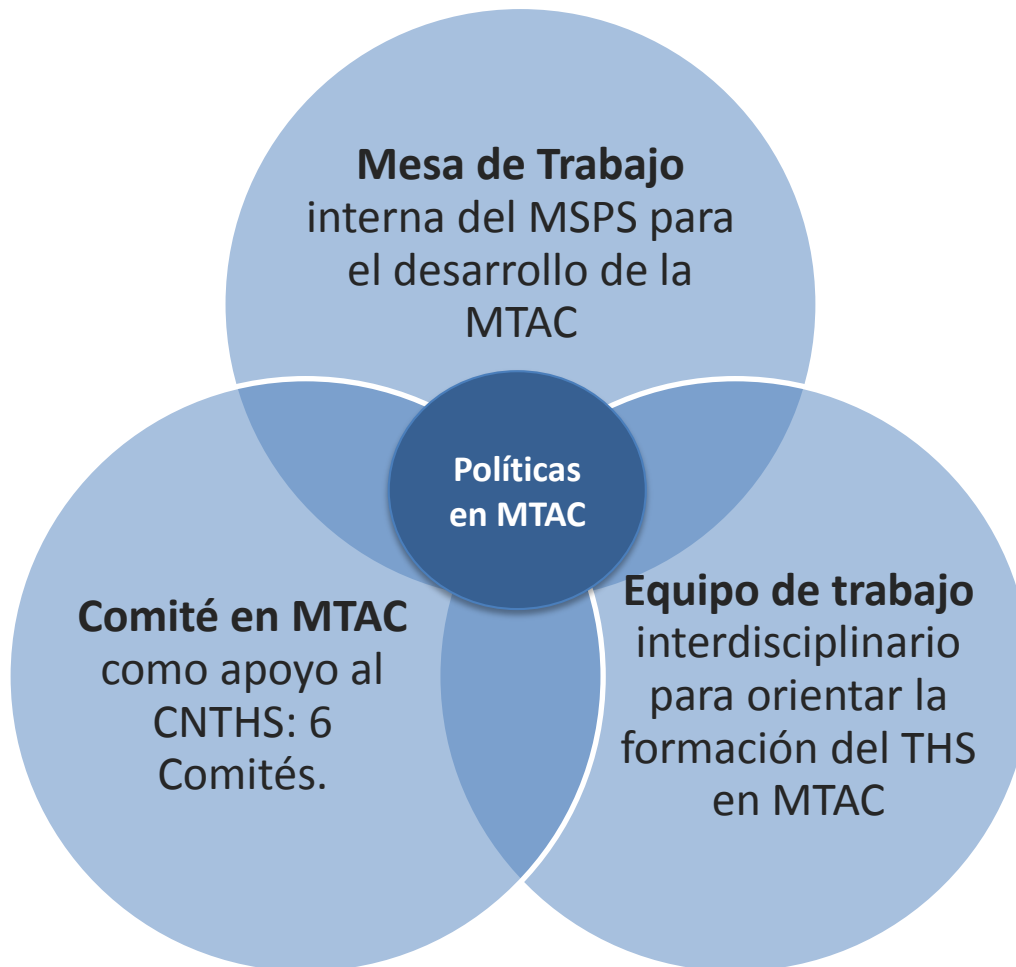 Mesa de Trabajo
interna del MSPS para
el desarrollo de la
MTAC
Políticas
en MTAC
Comité en MTAC
como apoyo al
CNTHS: 6
Comités.
Equipo de trabajo
interdisciplinario
para orientar la
formación del THS
en MTAC